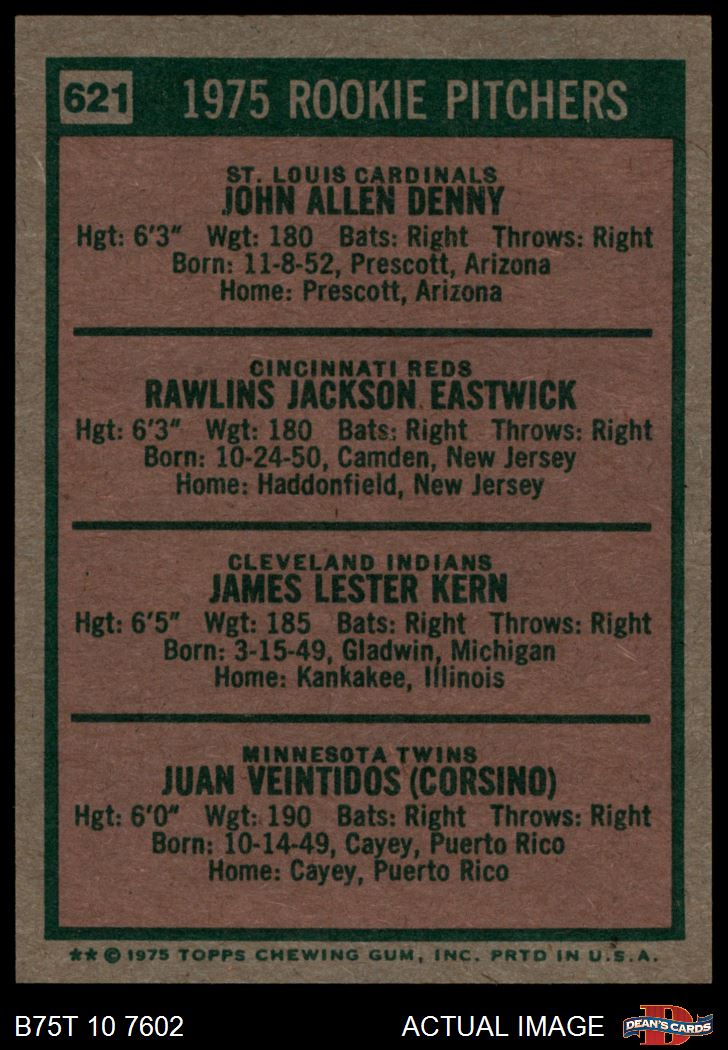 621 1975 ROOKIE PITCHERS
ST. LOUIS CARDINALS
JOHN ALLEN DENNY
Hgt: 6'3" Wgt: 180 Bats: Right Throws: Right
Born: 11-8-52, Prescott, Arizona
Home: Prescott, Arizona
CINCINNATI REDS
RAWLINS JACKSON EASTWICK
Hgt: 6'3" Wgt: 180 Bats: Right Throws: Right
Born: 10-24-50, Camden, New Jersey
Home: Haddonfield, New Jersey
CLEVELAND INDIANS
JAMES LESTER KERN
Hgt: 6'5" Wgt: 185 Bats: Right Throws: Right
Born: 3-15-49, Gladwin, Michigan
Home: Kankakee, Illinois
MINNESOTA TWINS
JUAN VEINTIDOS (CORSINO)
Hgt: 6'0" Wgt: 190 Bats: Right Throws: Right
Born: 10-14-49, Cayey, Puerto Rico
Home: Cayey, Puerto Rico
** © 1975 TOPPS CHEWING GUM, INC. PRTD IN U.S.A.
B75T 10 7602 ACTUAL IMAGE D DEAN'S CARDS